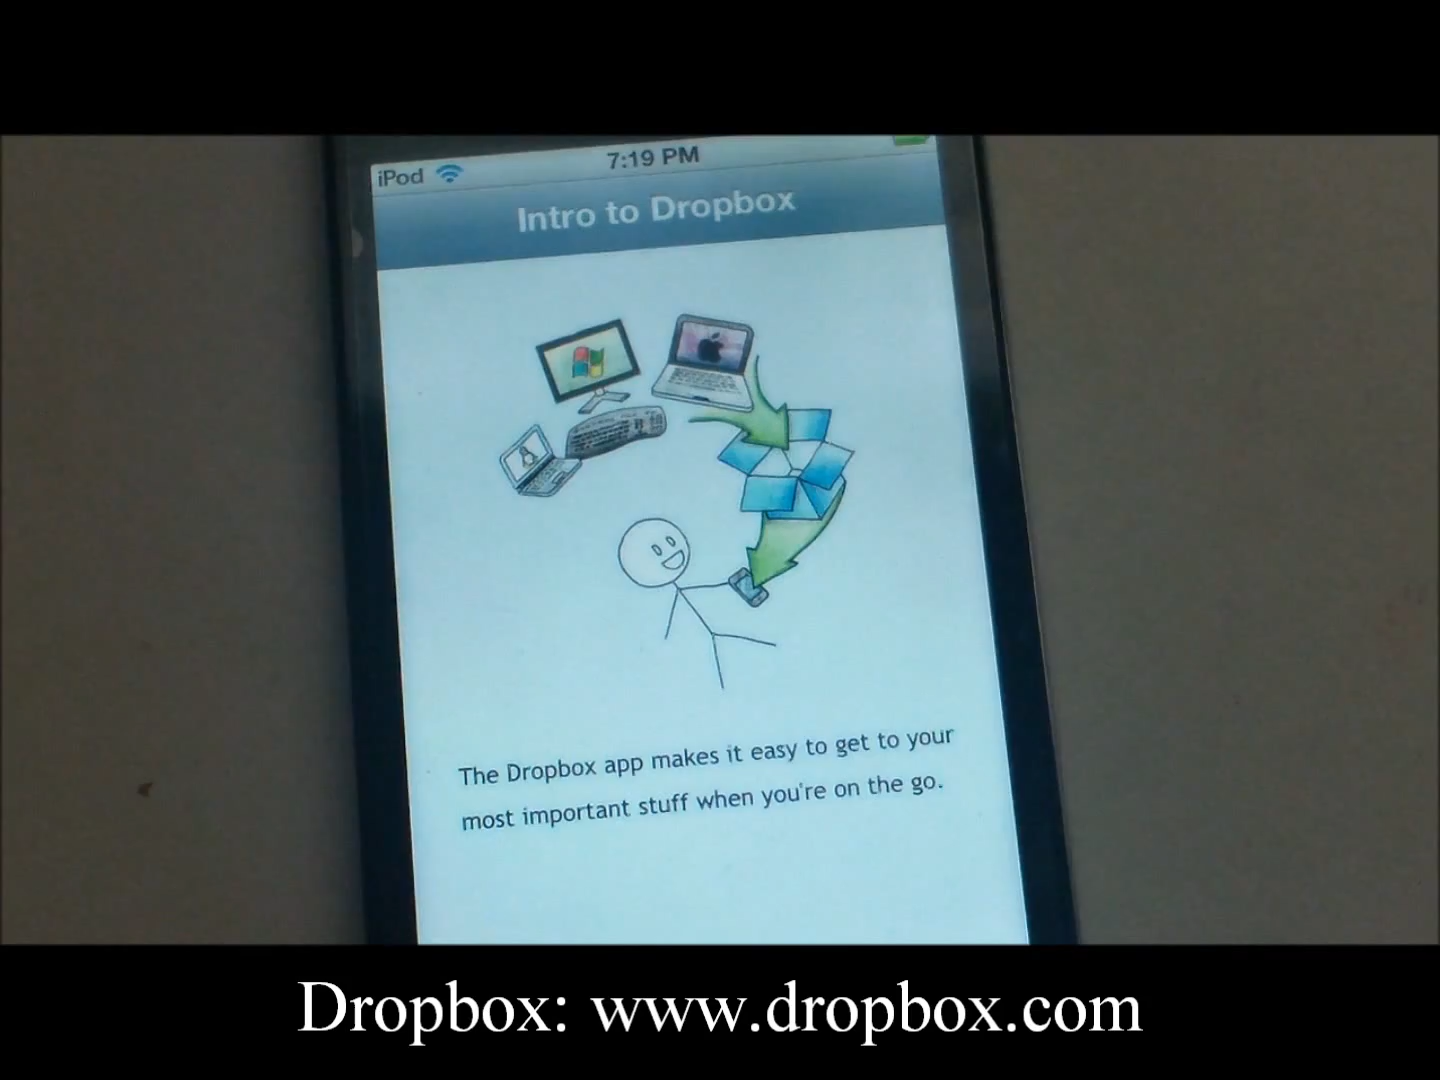 iPod 7:19 PM
Intro to Dropbox
The Dropbox app makes it easy to get to your
most important stuff when you're on the go.
Dropbox: www.dropbox.com